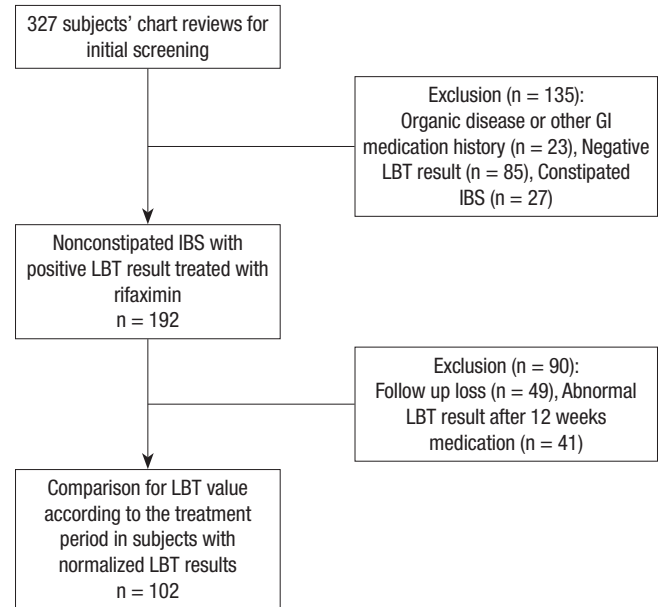 327 subjects’ chart reviews for
initial screening
Exclusion (n = 135):
Organic disease or other GI
medication history (n = 23), Negative
LBT result (n = 85), Constipated
IBS (n = 27)
Nonconstipated IBS with
positive LBT result treated with
rifaximin
n = 192
Exclusion (n = 90):
Follow up loss (n = 49), Abnormal
LBT result after 12 weeks
medication (n = 41)
Comparison for LBT value
according to the treatment
period in subjects with
normalized LBT results
n = 102